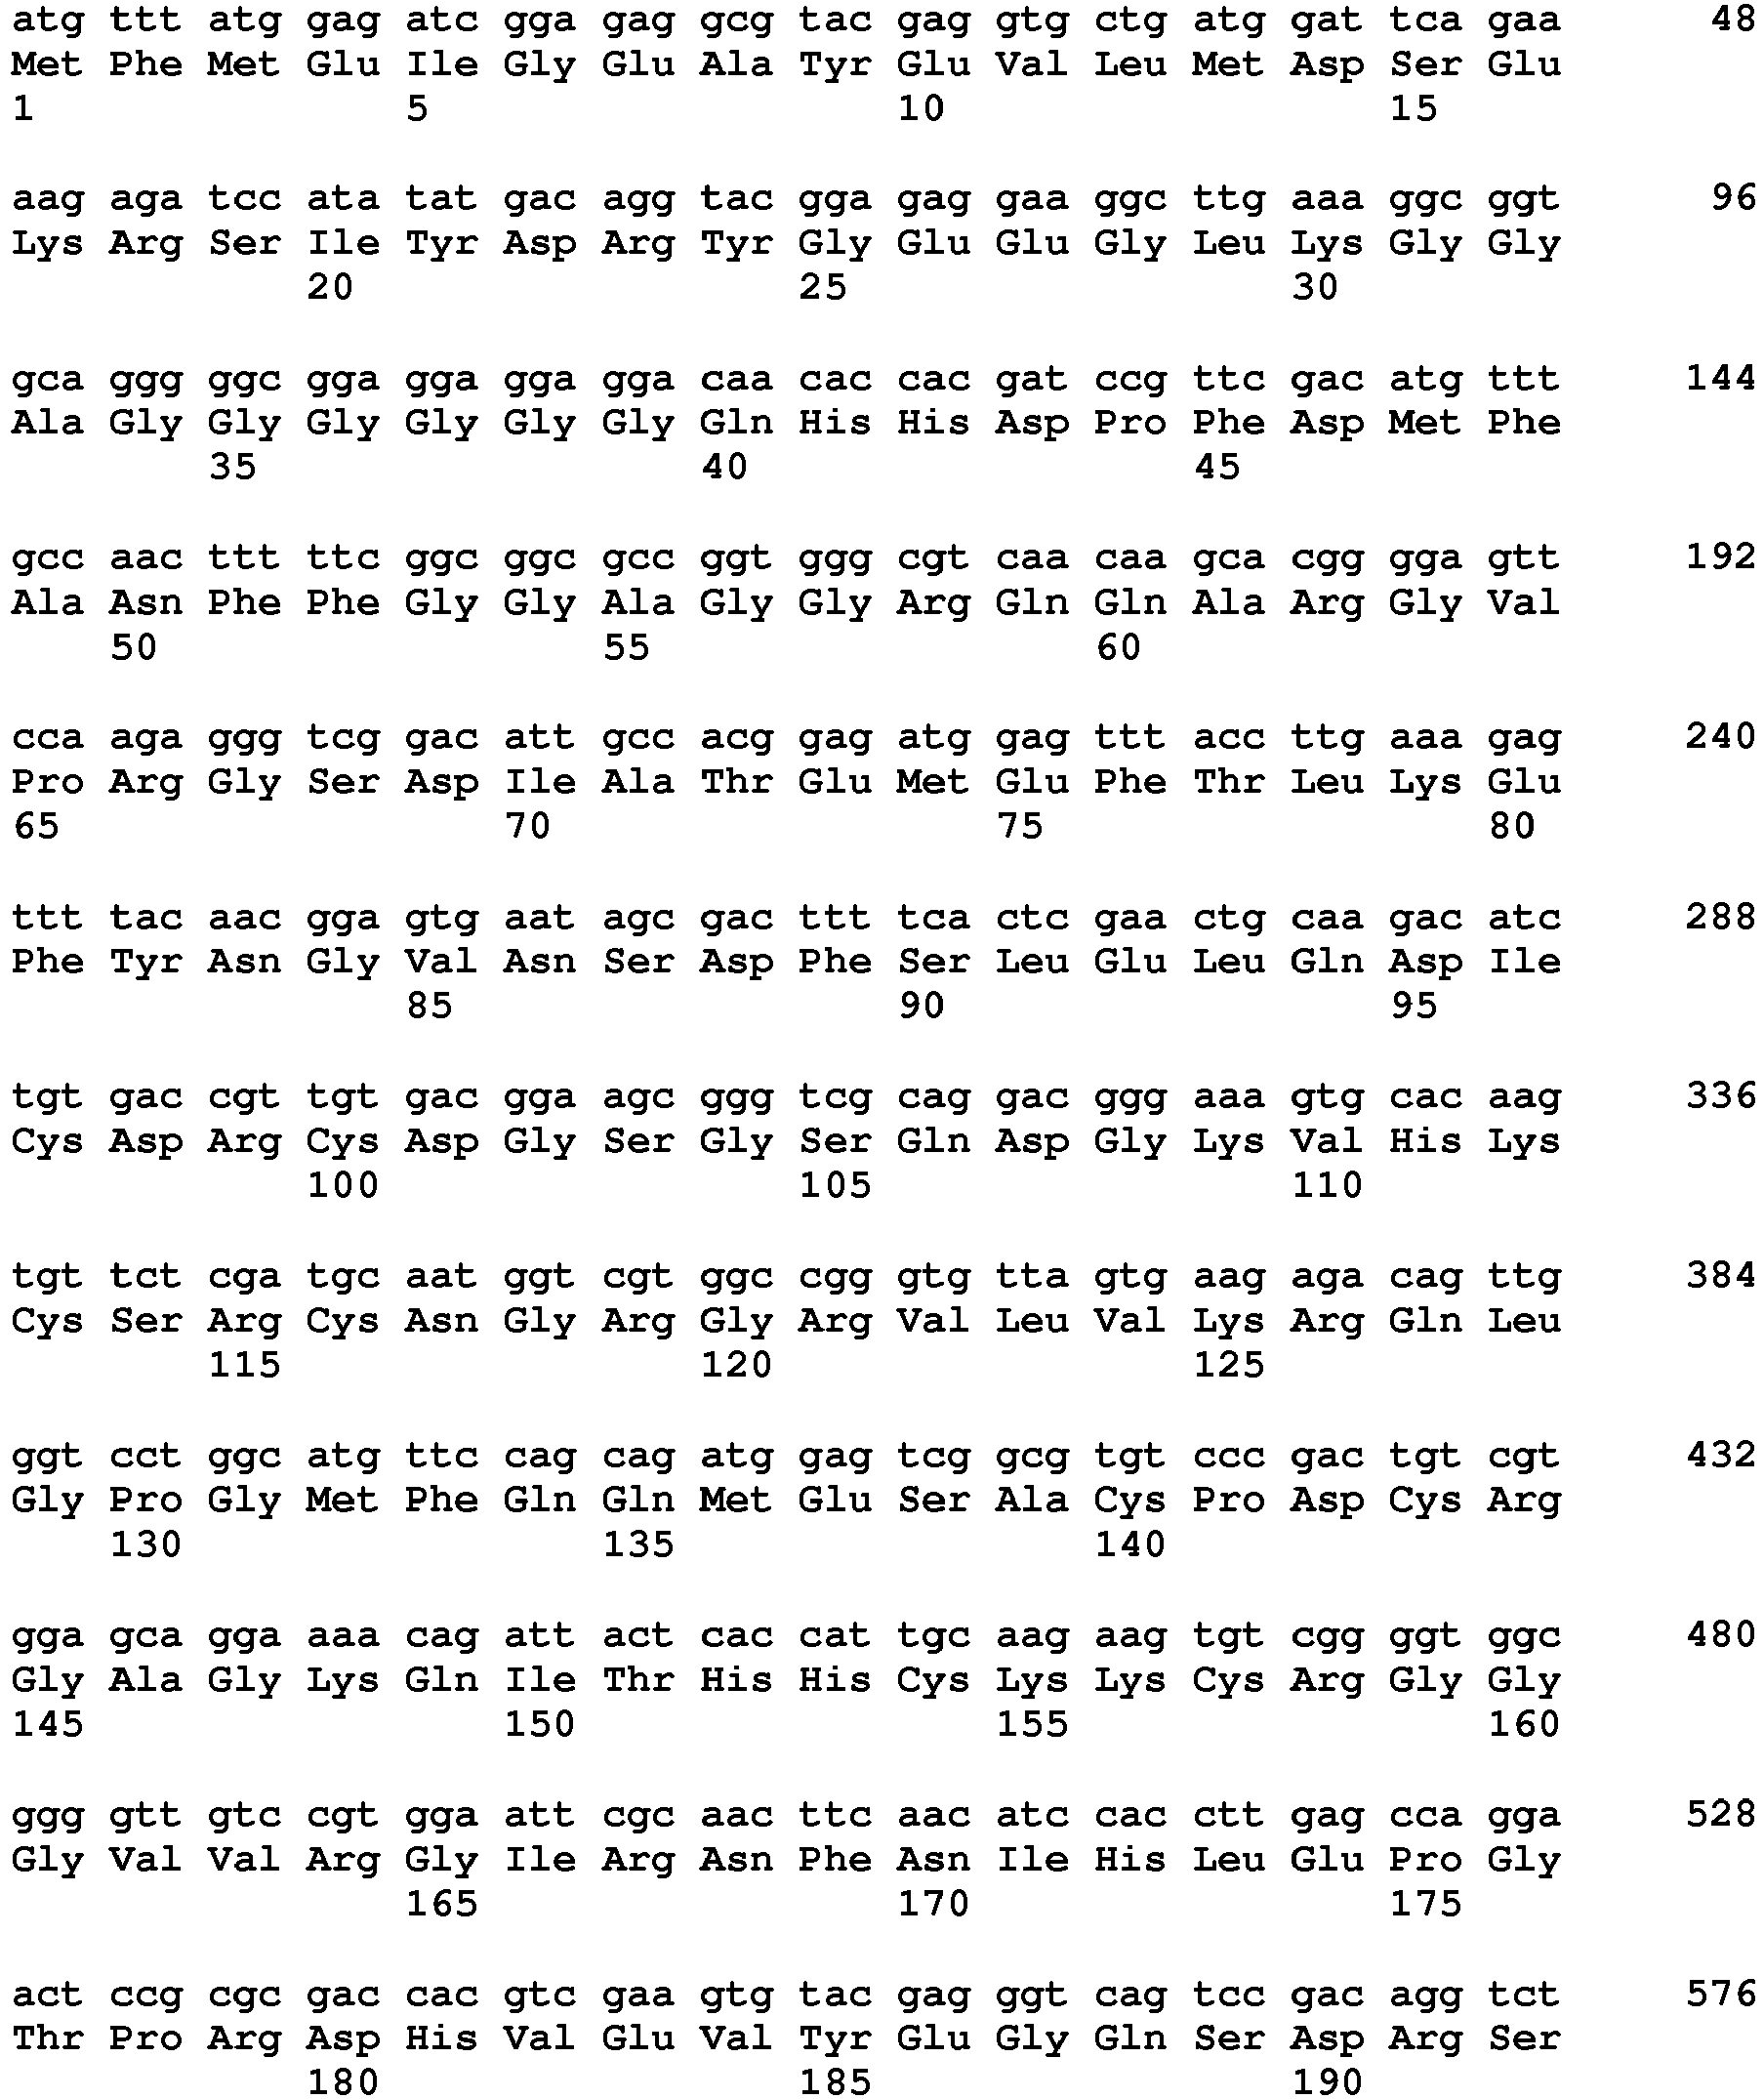 atg ttt atg gag atc gga gag gcg tac gag gtg ctg atg gat tca gaa 48
Met Phe Met Glu Ile Gly Glu Ala Tyr Glu Val Leu Met Asp Ser Glu
1 5 10 15
aag aga tcc ata tat gac agg tac gga gag gaa ggc ttg aaa ggc ggt 96
Lys Arg Ser Ile Tyr Asp Arg Tyr Gly Glu Glu Gly Leu Lys Gly Gly
20 25 30
gca ggg ggc gga gga gga gga caa cac cac gat ccg ttc gac atg ttt 144
Ala Gly Gly Gly Gly Gly Gly Gln His His Asp Pro Phe Asp Met Phe
35 40 45
gcc aac ttt ttc ggc ggc gcc ggt ggg cgt caa caa gca cgg gga gtt 192
Ala Asn Phe Phe Gly Gly Ala Gly Gly Arg Gln Gln Ala Arg Gly Val
50 55 60
cca aga ggg tcg gac att gcc acg gag atg gag ttt acc ttg aaa gag 240
Pro Arg Gly Ser Asp Ile Ala Thr Glu Met Glu Phe Thr Leu Lys Glu
65 70 75 80
ttt tac aac gga gtg aat agc gac ttt tca ctc gaa ctg caa gac atc 288
Phe Tyr Asn Gly Val Asn Ser Asp Phe Ser Leu Glu Leu Gln Asp Ile
85 90 95
tgt gac cgt tgt gac gga agc ggg tcg cag gac ggg aaa gtg cac aag 336
Cys Asp Arg Cys Asp Gly Ser Gly Ser Gln Asp Gly Lys Val His Lys
100 105 110
tgt tct cga tgc aat ggt cgt ggc cgg gtg tta gtg aag aga cag ttg 384
Cys Ser Arg Cys Asn Gly Arg Gly Arg Val Leu Val Lys Arg Gln Leu
115 120 125
ggt cct ggc atg ttc cag cag atg gag tcg gcg tgt ccc gac tgt cgt 432
Gly Pro Gly Met Phe Gln Gln Met Glu Ser Ala Cys Pro Asp Cys Arg
130 135 140
gga gca gga aaa cag att act cac cat tgc aag aag tgt cgg ggt ggc 480
Gly Ala Gly Lys Gln Ile Thr His His Cys Lys Lys Cys Arg Gly Gly
145 150 155 160
ggg gtt gtc cgt gga att cgc aac ttc aac atc cac ctt gag cca gga 528
Gly Val Val Arg Gly Ile Arg Asn Phe Asn Ile His Leu Glu Pro Gly
165 170 175
act ccg cgc gac cac gtc gaa gtg tac gag ggt cag tcc gac agg tct 576
Thr Pro Arg Asp His Val Glu Val Tyr Glu Gly Gln Ser Asp Arg Ser
180 185 190